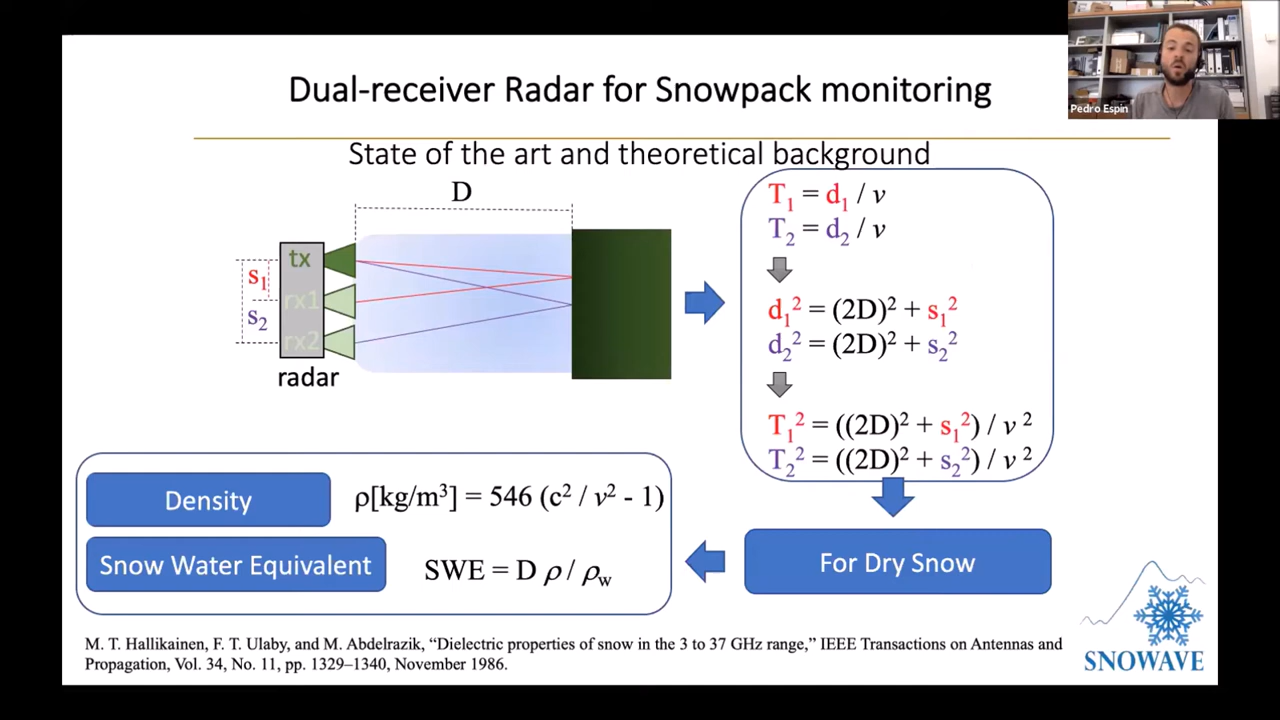 Dual-receiver Radar for Snowpack monitoring
Pedro Espin
State of the art and theoretical background
D
tx
s₁
rx1
s₂
rx2
radar
T₁ = d₁ / v
T₂ = d₂ / v
d₁² = (2D)² + s₁²
d₂² = (2D)² + s₂²
T₁² = ((2D)² + s₁²) / v ²
T₂² = ((2D)² + s₂²) / v ²
For Dry Snow
Density
ρ[kg/m³] = 546 (c² / v² - 1)
Snow Water Equivalent
SWE = D ρ / ρw
M. T. Hallikainen, F. T. Ulaby, and M. Abdelrazik, “Dielectric properties of snow in the 3 to 37 GHz range,” IEEE Transactions on Antennas and
Propagation, Vol. 34, No. 11, pp. 1329–1340, November 1986.
SNOWAVE